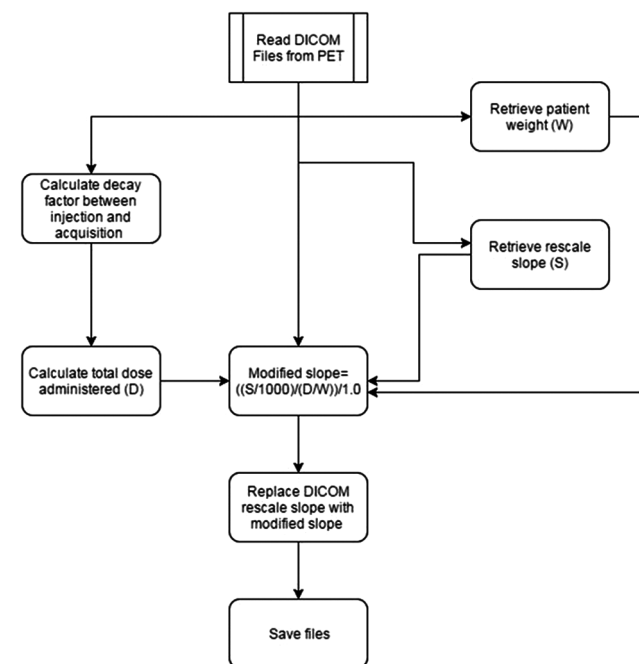 Read DICOM
Files from PET
Retrieve patient
weight (W)
Calculate decay
factor between
injection and
acquisition
Retrieve rescale
slope (S)
Calculate total dose
administered (D)
Modified slope=
((S/1000)/(D/W))/1.0
Replace DICOM
rescale slope with
modified slope
Save files